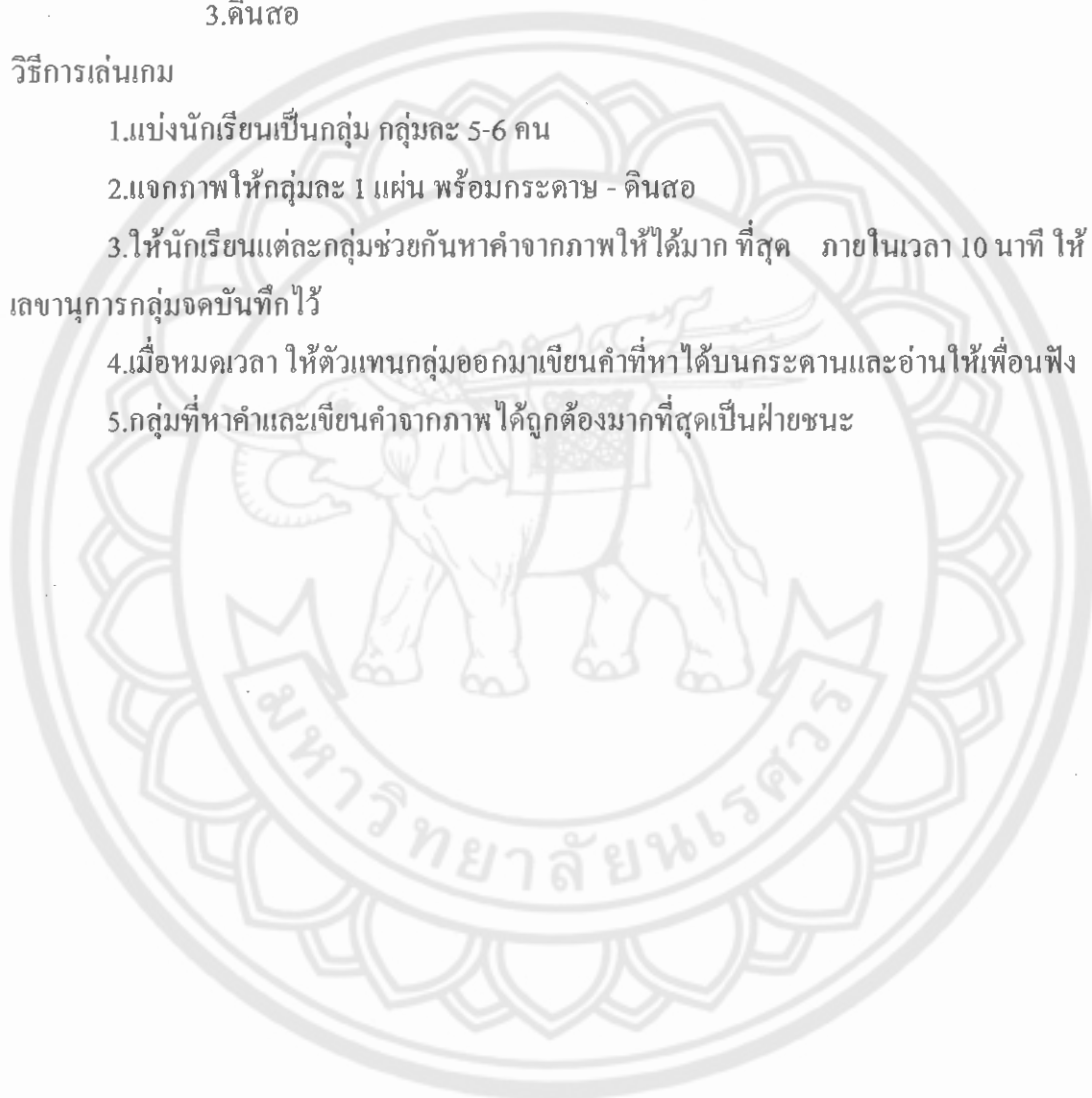 3.ดินสอ
วิธีการเล่นเกม
1.แบ่งนักเรียนเป็นกลุ่ม กลุ่มละ 5-6 คน
2.แจกภาพให้กลุ่มละ 1 แผ่น พร้อมกระดาษ - ดินสอ
3.ให้นักเรียนแต่ละกลุ่มช่วยกันหาคำจากภาพให้ได้มาก ที่สุด ภายในเวลา 10 นาที ให้
เลขานุการกลุ่มจดบันทึกไว้
4.เมื่อหมดเวลา ให้ตัวแทนกลุ่มออกมาเขียนคำที่หาได้บนกระดานและอ่านให้เพื่อนฟัง
5.กลุ่มที่หาคำและเขียนคำจากภาพ ได้ถูกต้องมากที่สุดเป็นฝ่ายชนะ
มหาวิทยาลัยนเรศวร